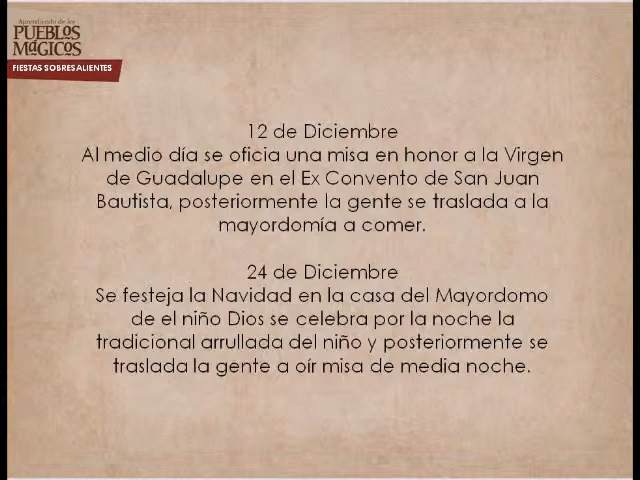 Aprendiendo de los
PUEBLOS
MÁGICOS
FIESTAS SOBRESALIENTES
12 de Diciembre
Al medio día se oficia una misa en honor a la Virgen
de Guadalupe en el Ex Convento de San Juan
Bautista, posteriormente la gente se traslada a la
mayordomía a comer.
24 de Diciembre
Se festeja la Navidad en la casa del Mayordomo
de el niño Dios se celebra por la noche la
tradicional arrullada del niño y posteriormente se
traslada la gente a oír misa de media noche.